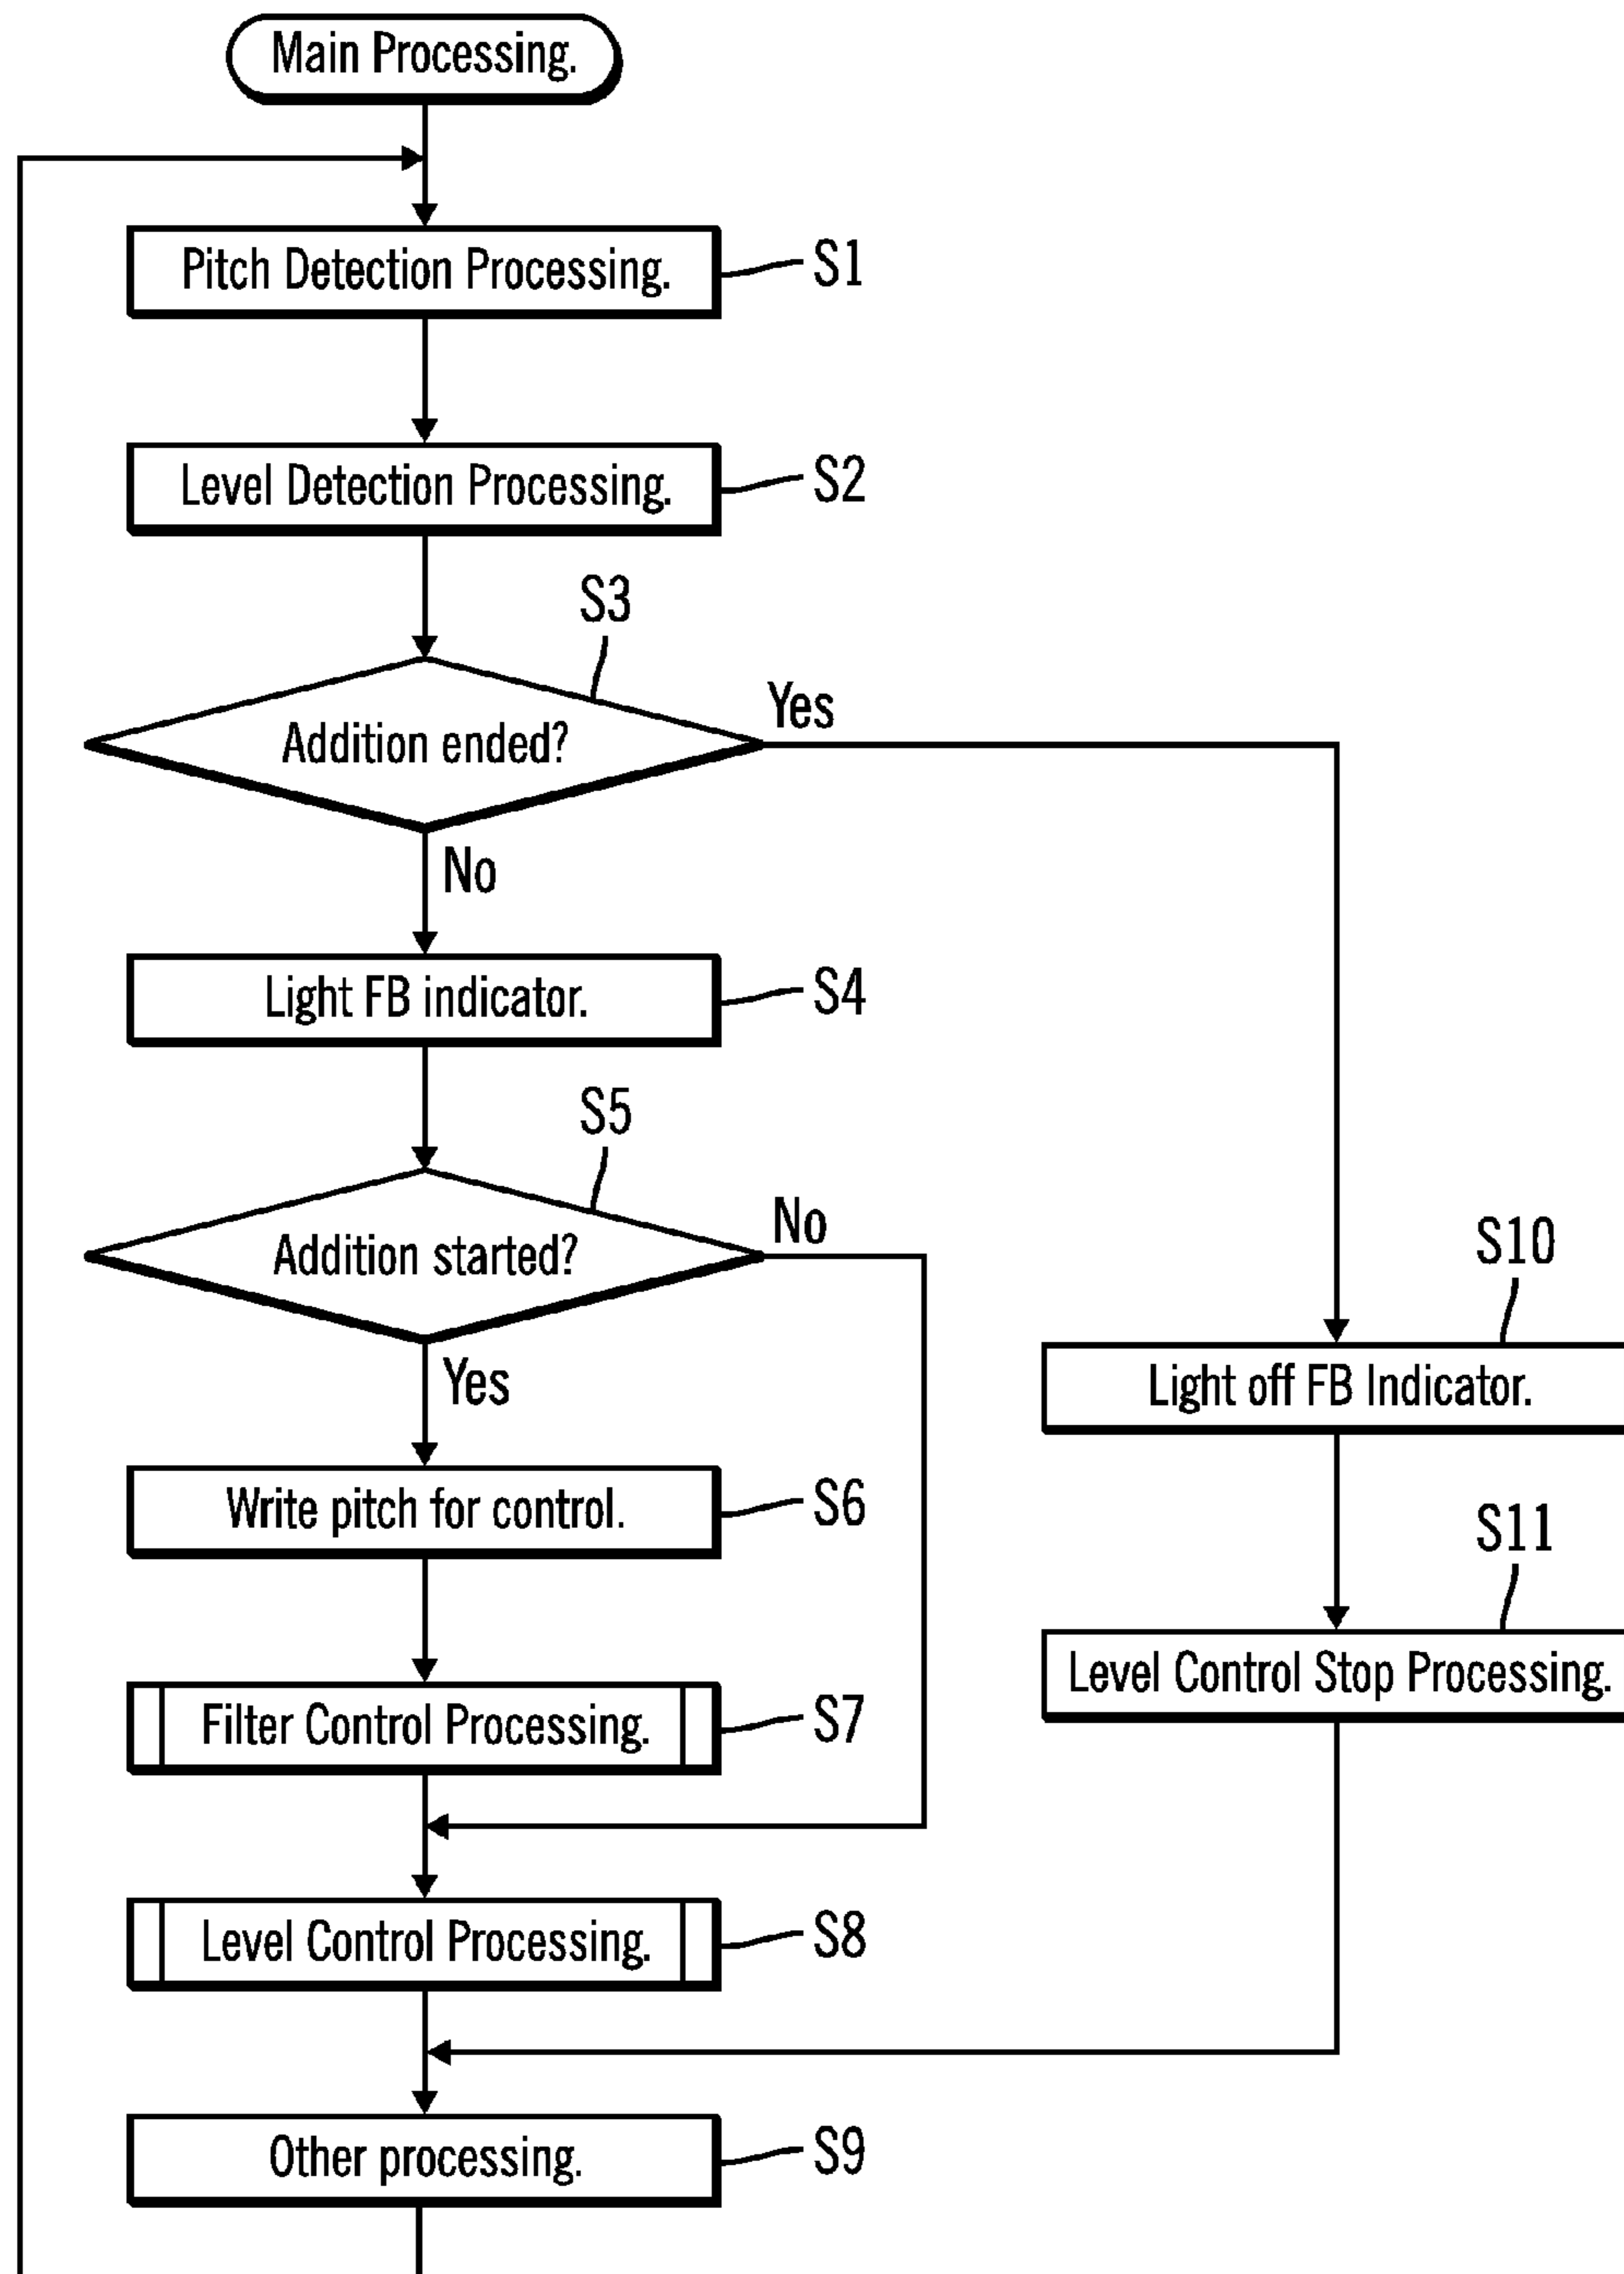 Main Processing.
Pitch Detection Processing.
S1
Level Detection Processing.
S2
S3
Addition ended?
Yes
No
Light FB indicator.
S4
S5
Addition started?
No
Yes
Write pitch for control.
S6
Filter Control Processing.
S7
Level Control Processing.
S8
Other processing.
S9
S10
Light off FB Indicator.
S11
Level Control Stop Processing.